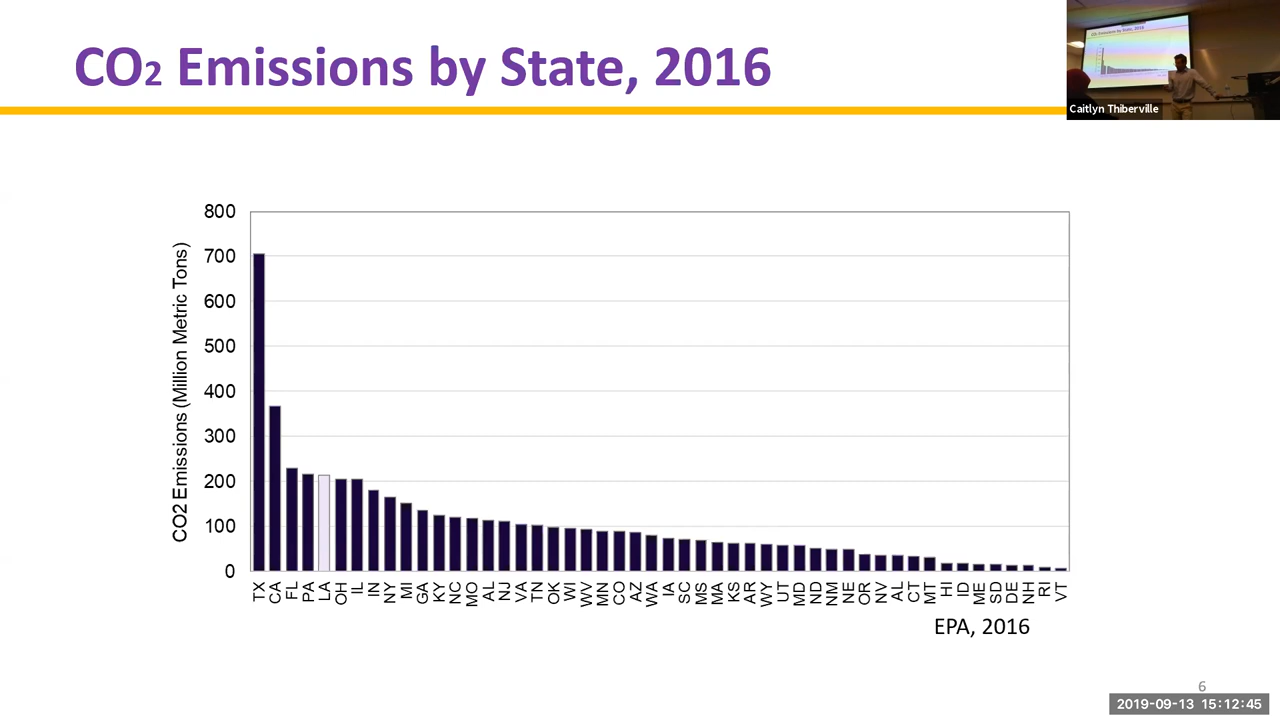 CO2 Emissions by State, 2016
Caitlyn Thiberville
CO2 Emissions (Million Metric Tons)
800
700
600
500
400
300
200
100
0
TX CA FL PA LA OH IL IN NY MI GA KY NC MO AL NJ VA TN OK WI WV MN CO AZ WA IA SC MS MA KS AR WY UT MD ND NM NE OR NV AL CT MT HI ID ME SD DE NH RI VT
EPA, 2016
6
2019-09-13 15:12:45